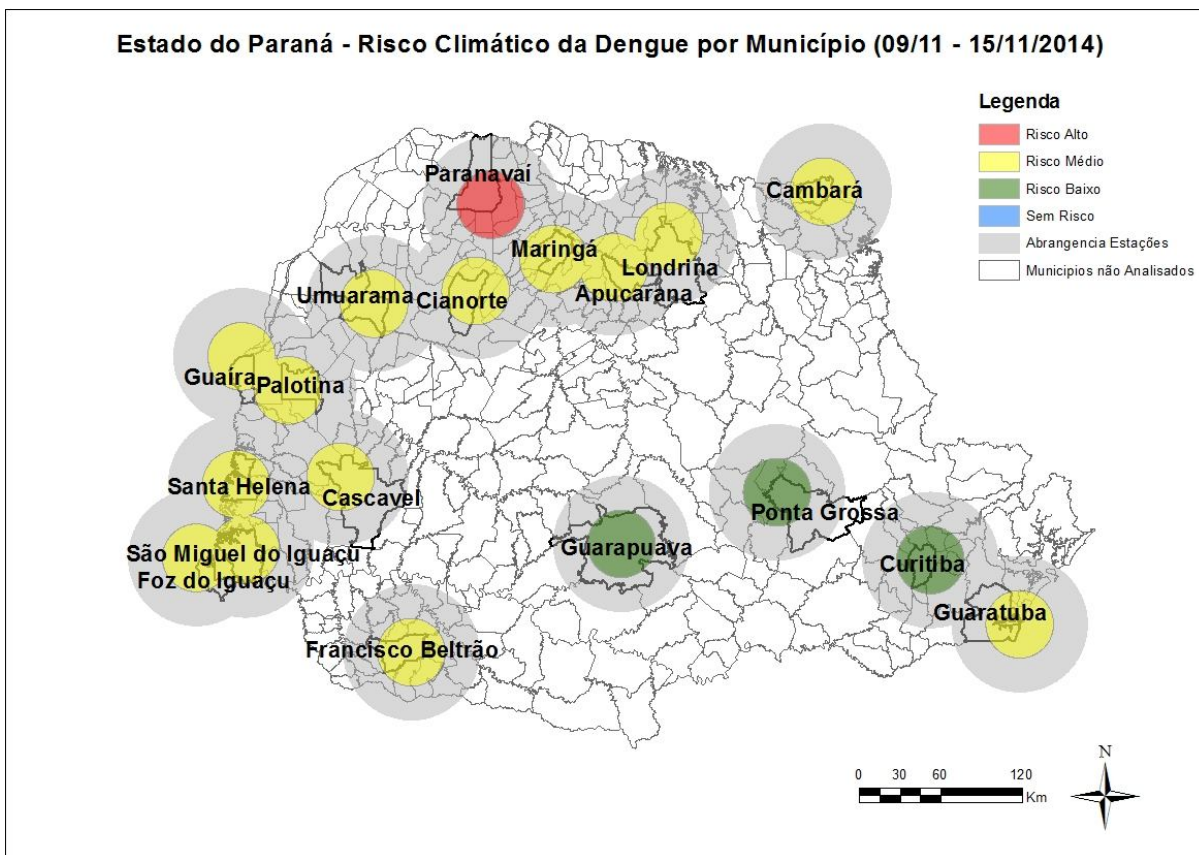 Estado do Paraná - Risco Climático da Dengue por Município (09/11 - 15/11/2014)
Legenda
Risco Alto
Risco Médio
Risco Baixo
Sem Risco
Abrangencia Estações
Municipios não Analisados
Paranavaí
Cambará
Maringá
Londrina
Apucarana
Umuarama
Cianorte
Guaíra
Palotina
Santa Helena
Cascavel
Ponta Grossa
São Miguel do Iguaçu
Foz do Iguaçu
Guarapuava
Curitiba
Guaratuba
Francisco Beltrão
N
0 30 60 120
Km